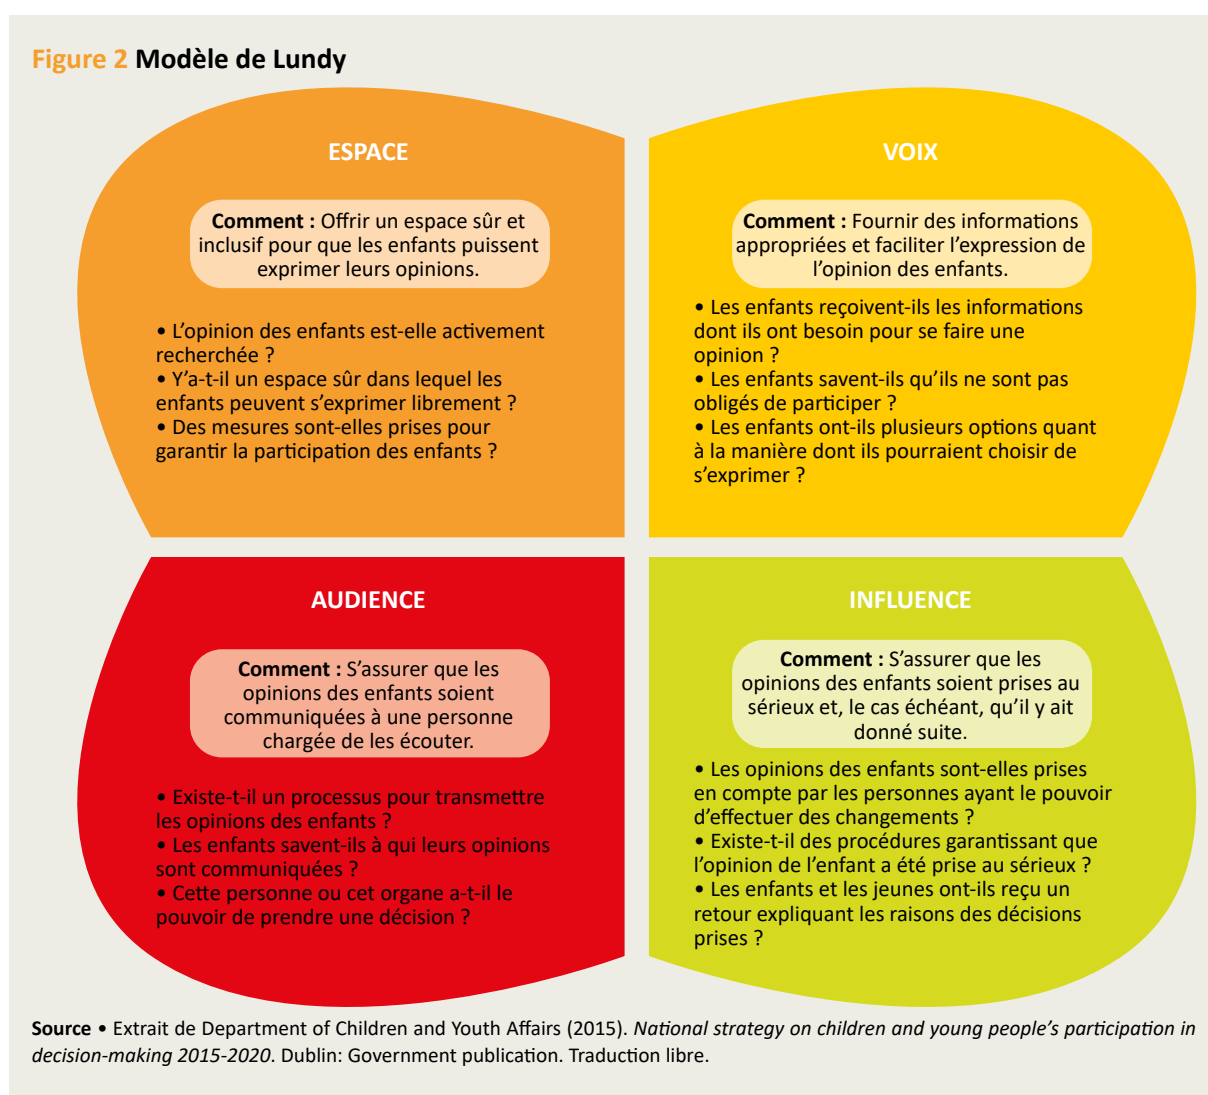 Figure 2 Modèle de Lundy
ESPACE
Comment : Offrir un espace sûr et
inclusif pour que les enfants puissent
exprimer leurs opinions.
• L’opinion des enfants est-elle activement
recherchée ?
• Y’a-t-il un espace sûr dans lequel les
enfants peuvent s’exprimer librement ?
• Des mesures sont-elles prises pour
garantir la participation des enfants ?
VOIX
Comment : Fournir des informations
appropriées et faciliter l’expression de
l’opinion des enfants.
• Les enfants reçoivent-ils les informations
dont ils ont besoin pour se faire une
opinion ?
• Les enfants savent-ils qu’ils ne sont pas
obligés de participer ?
• Les enfants ont-ils plusieurs options quant
à la manière dont ils pourraient choisir de
s’exprimer ?
AUDIENCE
Comment : S’assurer que les
opinions des enfants soient
communiquées à une personne
chargée de les écouter.
• Existe-t-il un processus pour transmettre
les opinions des enfants ?
• Les enfants savent-ils à qui leurs opinions
sont communiquées ?
• Cette personne ou cet organe a-t-il le
pouvoir de prendre une décision ?
INFLUENCE
Comment : S’assurer que les
opinions des enfants soient prises au
sérieux et, le cas échéant, qu’il y ait
donné suite.
• Les opinions des enfants sont-elles prises
en compte par les personnes ayant le pouvoir
d’effectuer des changements ?
• Existe-t-il des procédures garantissant que
l’opinion de l’enfant a été prise au sérieux ?
• Les enfants et les jeunes ont-ils reçu un
retour expliquant les raisons des décisions
prises ?
Source • Extrait de Department of Children and Youth Affairs (2015). National strategy on children and young people’s participation in
decision-making 2015-2020. Dublin: Government publication. Traduction libre.